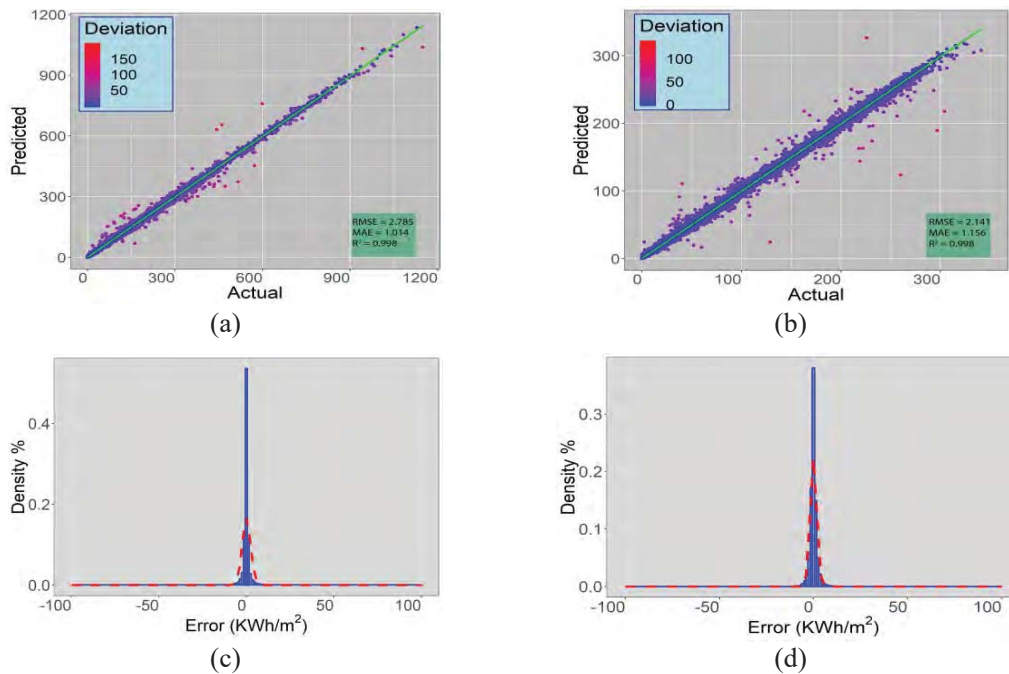 1200
900
600
300
0
Predicted
Deviation
150
100
50
RMSE = 2.785
MAE = 1.014
R² = 0.998
0
300
600
900
1200
Actual
(a)
300
200
100
0
Predicted
Deviation
100
50
0
RMSE = 2.141
MAE = 1.156
R² = 0.998
0
100
200
300
Actual
(b)
0.4
0.2
0.0
Density %
-100
-50
0
50
100
Error (KWh/m²)
(c)
0.3
0.2
0.1
0.0
Density %
-100
-50
0
50
100
Error (KWh/m²)
(d)